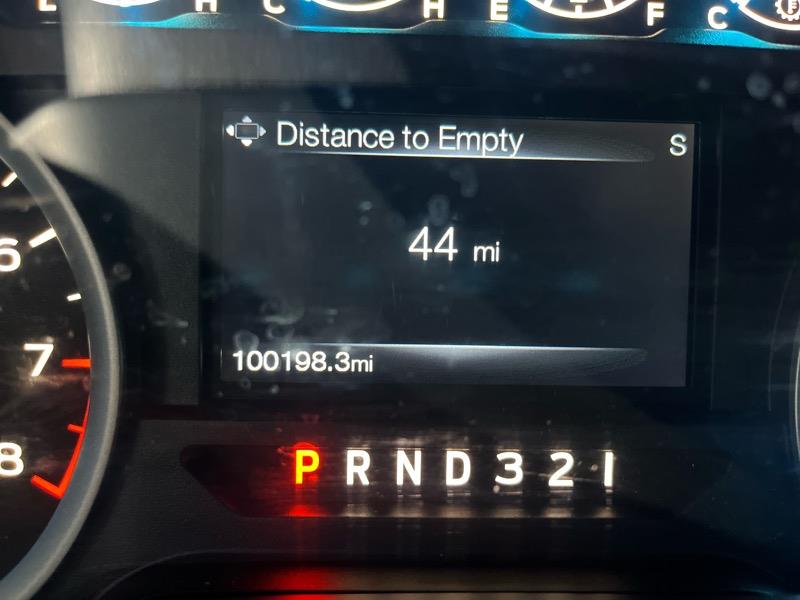 L H C H E F C
Distance to Empty S
44 mi
100198.3mi
6
7
8
P R N D 3 2 1